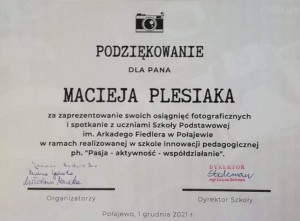 PODZIĘKOWANIE
DLA PANA
MACIEJA PLESIAKA
za zaprezentowanie swoich osiągnięć fotograficznych
i spotkanie z uczniami Szkoły Podstawowej
im. Arkadego Fiedlera w Połajewie
w ramach realizowanej w szkole innowacji pedagogicznej
ph. "Pasja - aktywność - współdziałanie".
DYREKTOR
Organizatorzy
Dyrektor Szkoły
Połajewo, 1 grudnia 2021 r.